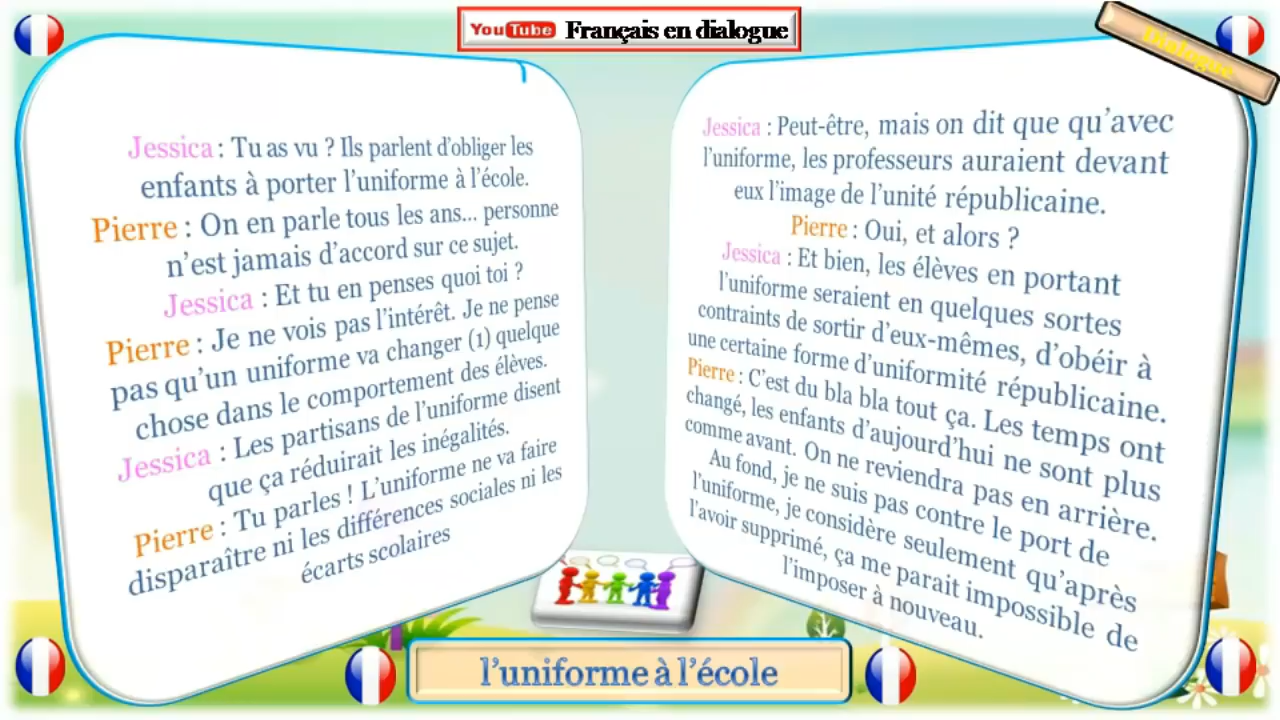 YouTube Français en dialogue
Dialogue
Jessica : Tu as vu ? Ils parlent d'obliger les
enfants à porter l'uniforme à l'école.
Pierre : On en parle tous les ans... personne
n'est jamais d'accord sur ce sujet.
Jessica : Et tu en penses quoi toi ?
Pierre : Je ne vois pas l'intérêt. Je ne pense
pas qu'un uniforme va changer (1) quelque
chose dans le comportement des élèves.
Jessica : Les partisans de l'uniforme disent
que ça réduirait les inégalités.
Pierre : Tu parles ! L'uniforme ne va faire
disparaître ni les différences sociales ni les
écarts scolaires
Jessica : Peut-être, mais on dit que qu'avec
l'uniforme, les professeurs auraient devant
eux l'image de l'unité républicaine.
Pierre : Oui, et alors ?
Jessica : Et bien, les élèves en portant
l'uniforme seraient en quelques sortes
contraints de sortir d'eux-mêmes, d'obéir à
une certaine forme d'uniformité républicaine.
Pierre : C'est du bla bla tout ça. Les temps ont
changé, les enfants d'aujourd'hui ne sont plus
comme avant. On ne reviendra pas en arrière.
Au fond, je ne suis pas contre le port de
l'uniforme, je considère seulement qu'après
l'avoir supprimé, ça me parait impossible de
l'imposer à nouveau.
l'uniforme à l'école